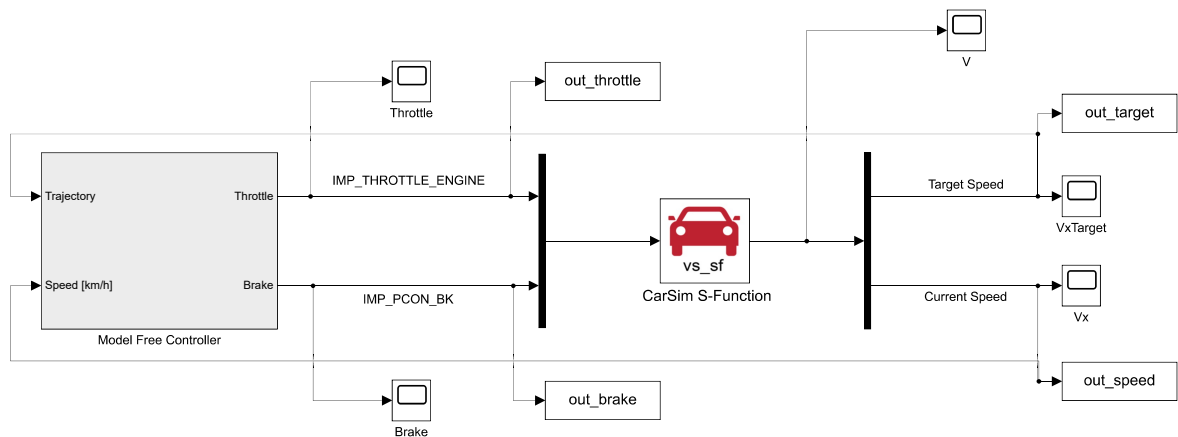 V
Throttle
out_throttle
out_target
Trajectory
Throttle
IMP_THROTTLE_ENGINE
Target Speed
VxTarget
vs_sf
CarSim S-Function
Speed [km/h]
Brake
IMP_PCON_BK
Current Speed
Vx
Model Free Controller
out_speed
Brake
out_brake